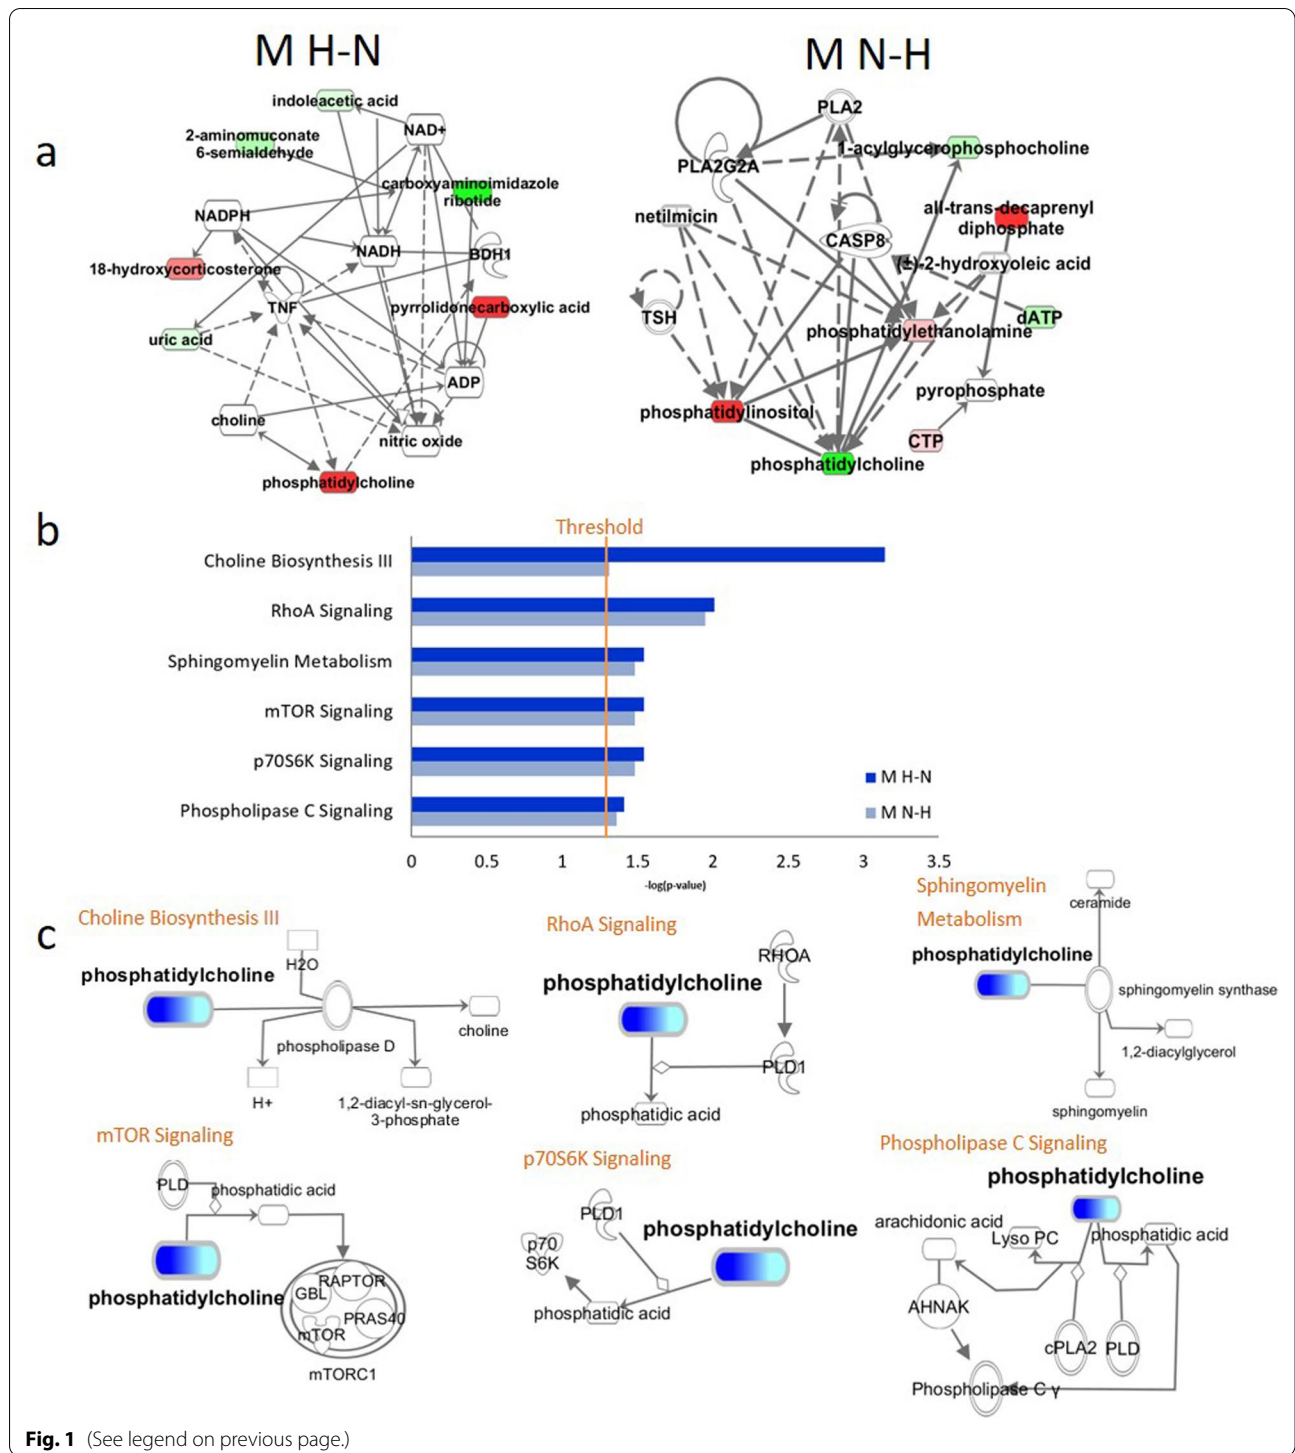 M H-N
M N-H
a
indoleacetic acid
2-aminomuconate
6-semialdehyde
NAD+
carboxyaminoimidazole
ribotide
NADPH
NADH
BDH1
18-hydroxycorticosterone
TNF
pyrrolidonecarboxylic acid
uric acid
ADP
choline
nitric oxide
phosphatidylcholine
PLA2
PLA2G2A
1-acylglycerophosphocholine
netilmicin
all-trans-decaprenyl
diphosphate
CASP8
(±)-2-hydroxyoleic acid
TSH
dATP
phosphatidylethanolamine
pyrophosphate
phosphatidylinositol
CTP
phosphatidylcholine
b
Threshold
Choline Biosynthesis III
RhoA Signaling
Sphingomyelin Metabolism
mTOR Signaling
p70S6K Signaling
Phospholipase C Signaling
M H-N
M N-H
0 0.5 1 1.5 2 2.5 3 3.5
-log(p-value)
c
Choline Biosynthesis III
H2O
phosphatidylcholine
phospholipase D
choline
H+
1,2-diacyl-sn-glycerol-
3-phosphate
RhoA Signaling
RHOA
phosphatidylcholine
PLD1
phosphatidic acid
Sphingomyelin
Metabolism
ceramide
phosphatidylcholine
sphingomyelin synthase
1,2-diacylglycerol
sphingomyelin
mTOR Signaling
PLD
phosphatidic acid
phosphatidylcholine
RAPTOR
GBL
PRAS40
mTOR
mTORC1
p70S6K Signaling
PLD1
phosphatidylcholine
p70
S6K
phosphatidic acid
Phospholipase C Signaling
phosphatidylcholine
arachidonic acid
Lyso PC
phosphatidic acid
AHNAK
cPLA2
PLD
Phospholipase C γ
Fig. 1 (See legend on previous page.)